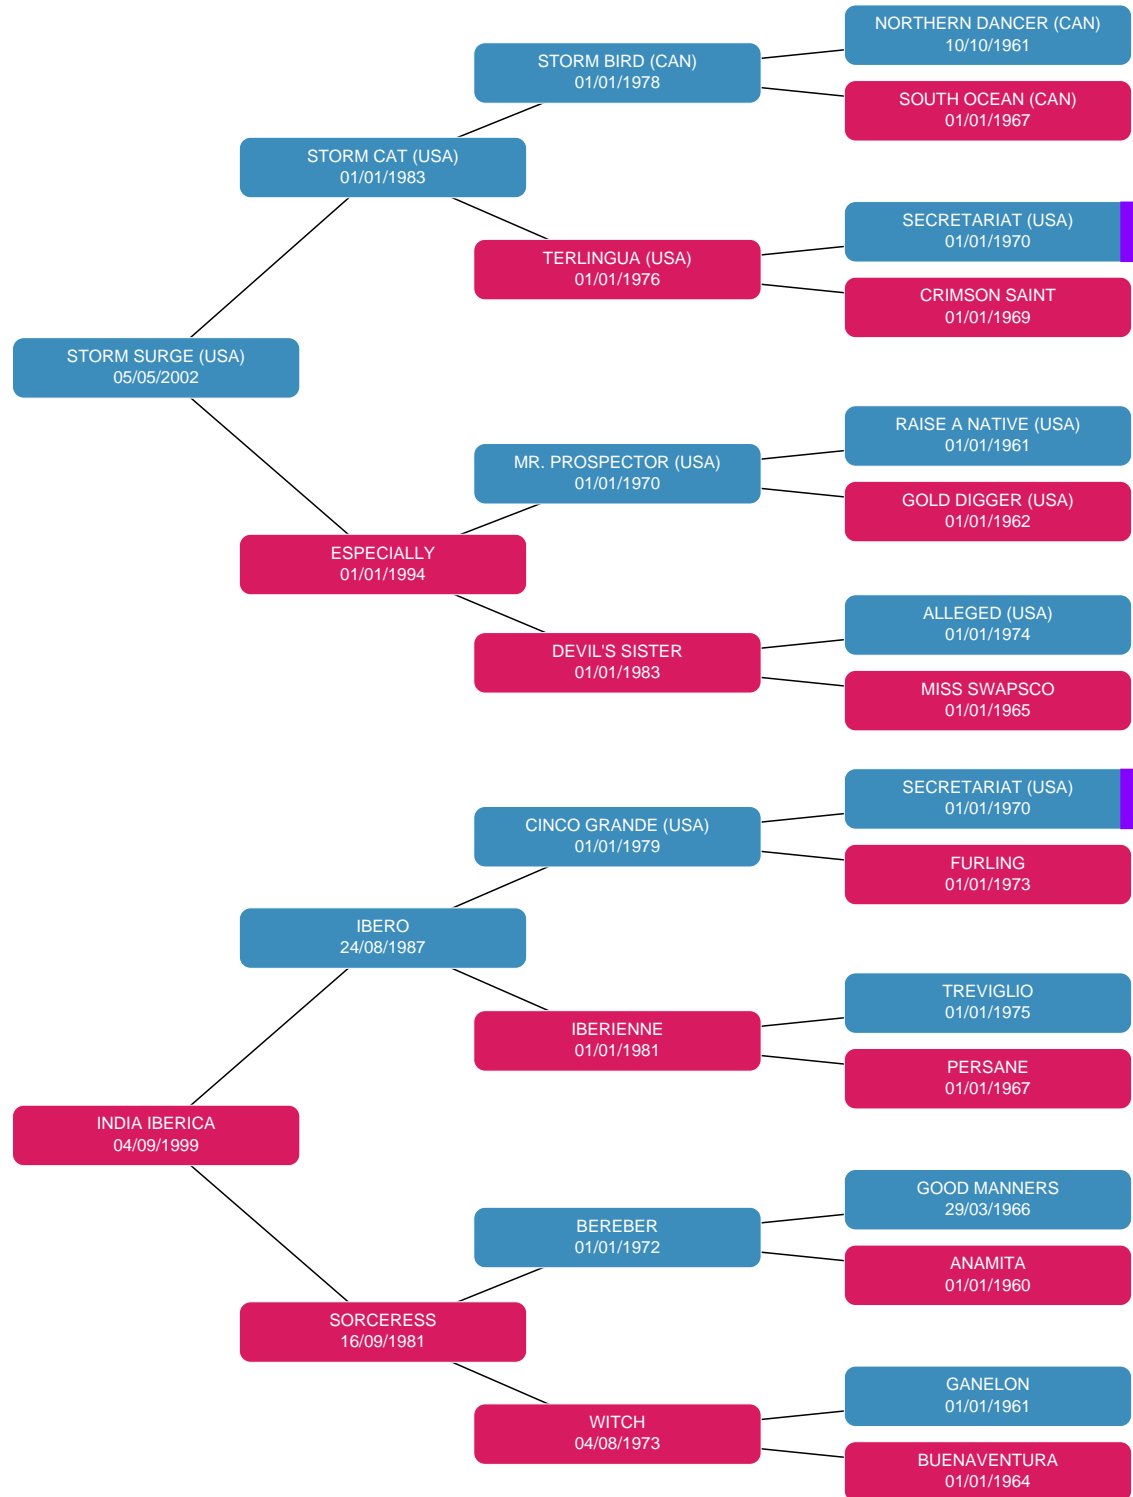 NORTHERN DANCER (CAN)
10/10/1961
STORM BIRD (CAN)
01/01/1978
SOUTH OCEAN (CAN)
01/01/1967
STORM CAT (USA)
01/01/1983
SECRETARIAT (USA)
01/01/1970
TERLINGUA (USA)
01/01/1976
CRIMSON SAINT
01/01/1969
STORM SURGE (USA)
05/05/2002
RAISE A NATIVE (USA)
01/01/1961
MR. PROSPECTOR (USA)
01/01/1970
GOLD DIGGER (USA)
01/01/1962
ESPECIALLY
01/01/1994
ALLEGED (USA)
01/01/1974
DEVIL'S SISTER
01/01/1983
MISS SWAPSCO
01/01/1965
SECRETARIAT (USA)
01/01/1970
CINCO GRANDE (USA)
01/01/1979
FURLING
01/01/1973
IBERO
24/08/1987
TREVIGLIO
01/01/1975
IBERIENNE
01/01/1981
PERSANE
01/01/1967
INDIA IBERICA
04/09/1999
GOOD MANNERS
29/03/1966
BEREBER
01/01/1972
ANAMITA
01/01/1960
SORCERESS
16/09/1981
GANELON
01/01/1961
WITCH
04/08/1973
BUENAVENTURA
01/01/1964